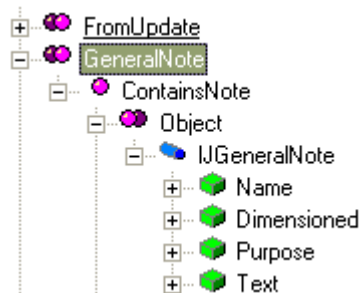 FromUpdate
GeneralNote
ContainsNote
Object
IJGeneralNote
Name
Dimensioned
Purpose
Text